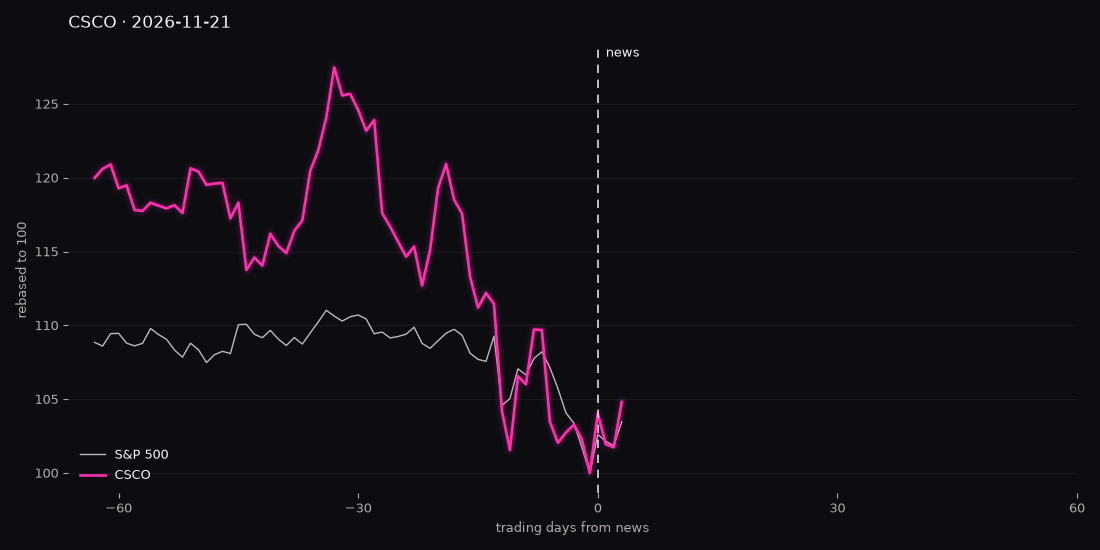 CSCO · 2026-11-21
news
125
120
115
110
105
100
rebased to 100
S&P 500
CSCO
−60
−30
0
30
60
trading days from news